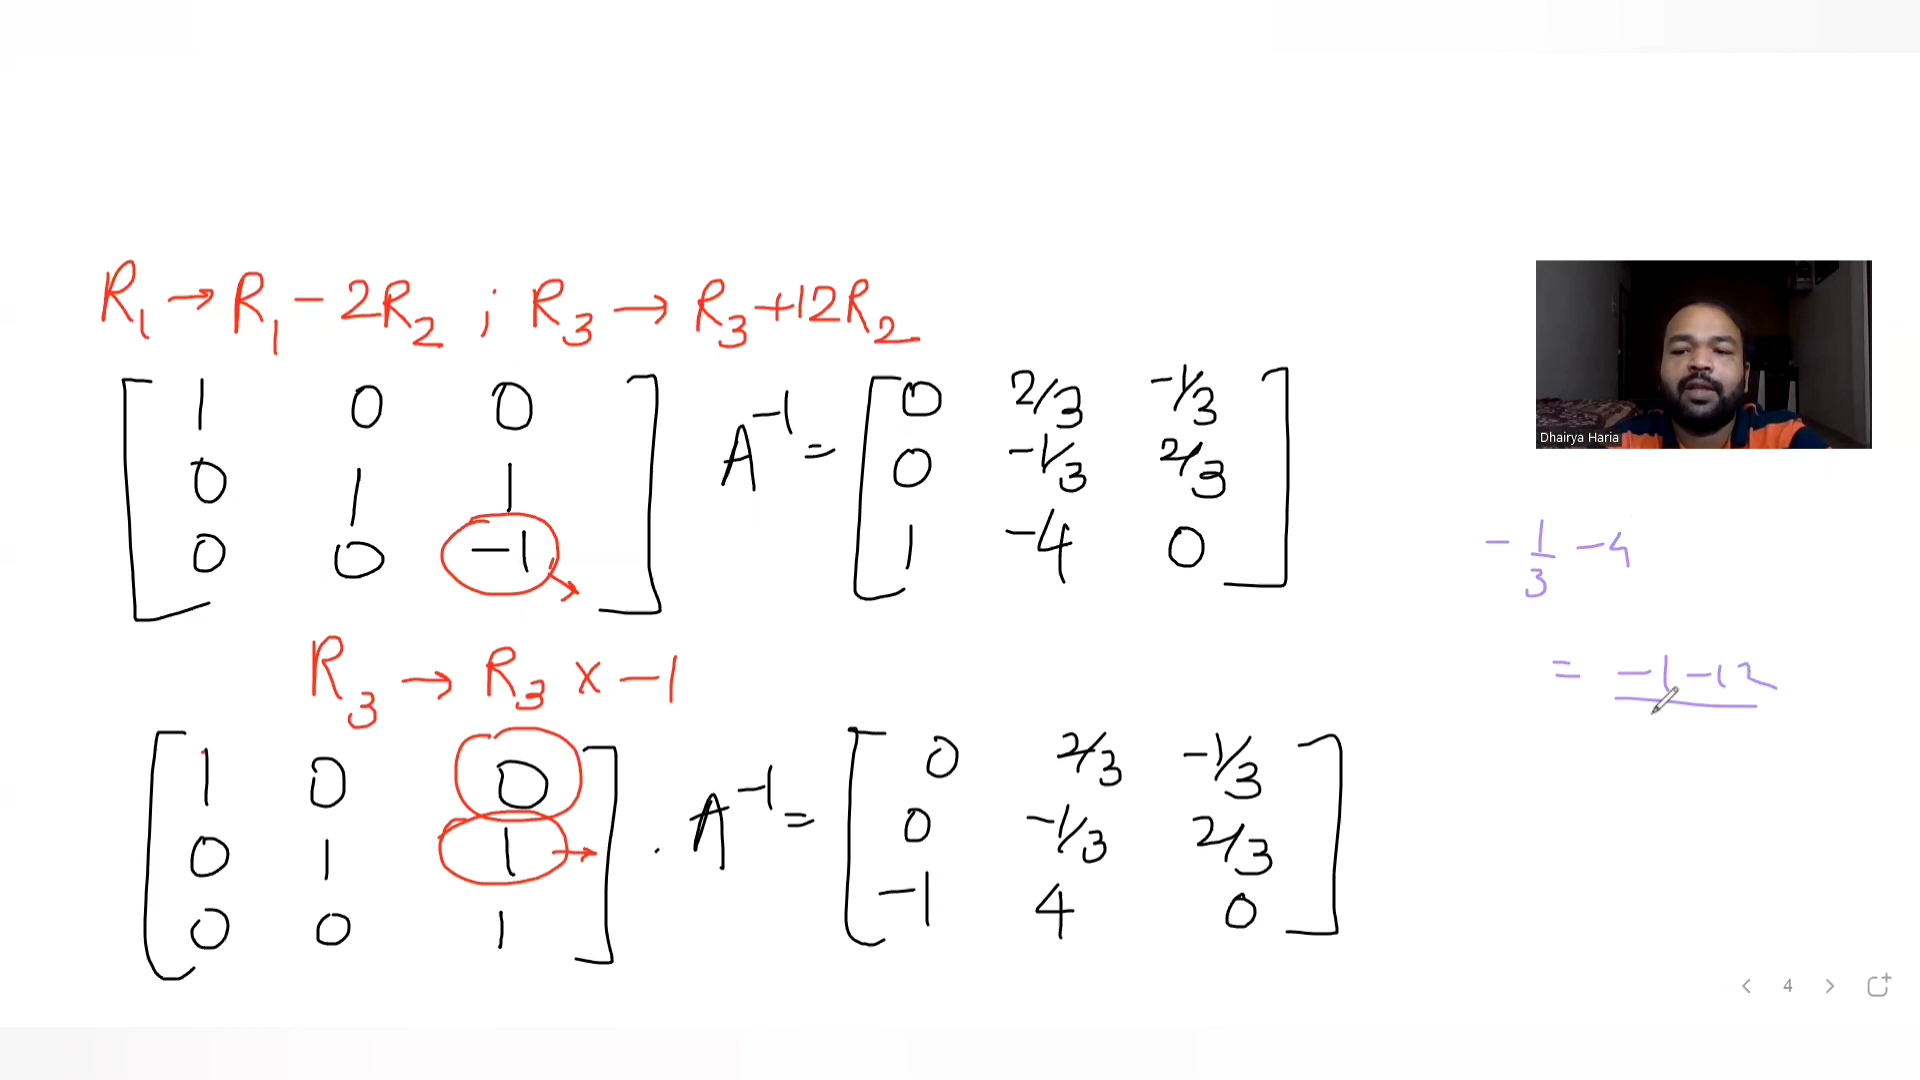 R₁ → R₁ - 2R₂ ; R₃ → R₃ + 12R₂
[1 0 0] A⁻¹ = [0 2/3 -1/3]
[0 1 1] [0 -1/3 2/3]
[0 0 -1] [1 -4 0]
R₃ → R₃ × -1
[1 0 0] . A⁻¹ = [0 2/3 -1/3]
[0 1 1] [0 -1/3 2/3]
[0 0 1] [-1 4 0]
Dhairya Haria
- 1/3 - 4
= -1 - 12
< 4 >